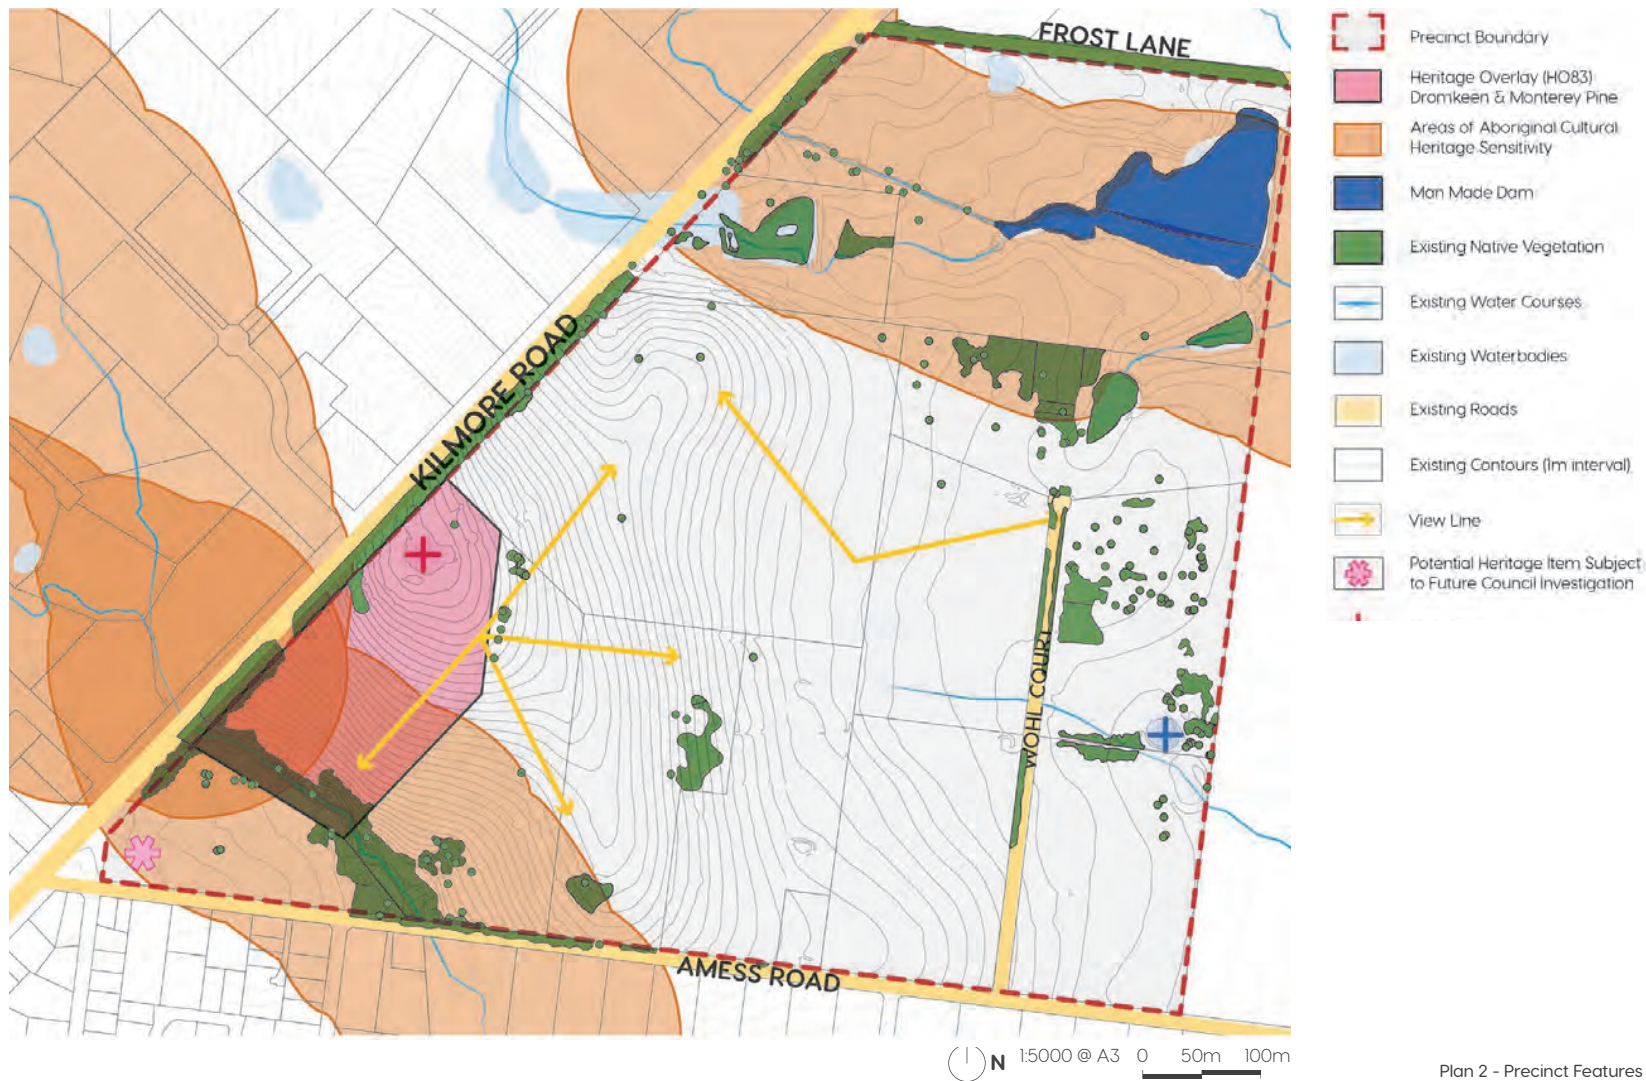 FROST LANE
KILMORE ROAD
WOHL COURT
AMESS ROAD
Precinct Boundary
Heritage Overlay (HO83)
Dromkeen & Monterey Pine
Areas of Aboriginal Cultural
Heritage Sensitivity
Man Made Dam
Existing Native Vegetation
Existing Water Courses
Existing Waterbodies
Existing Roads
Existing Contours (1m interval)
View Line
Potential Heritage Item Subject
to Future Council Investigation
N 1:5000 @ A3 0 50m 100m
Plan 2 - Precinct Features